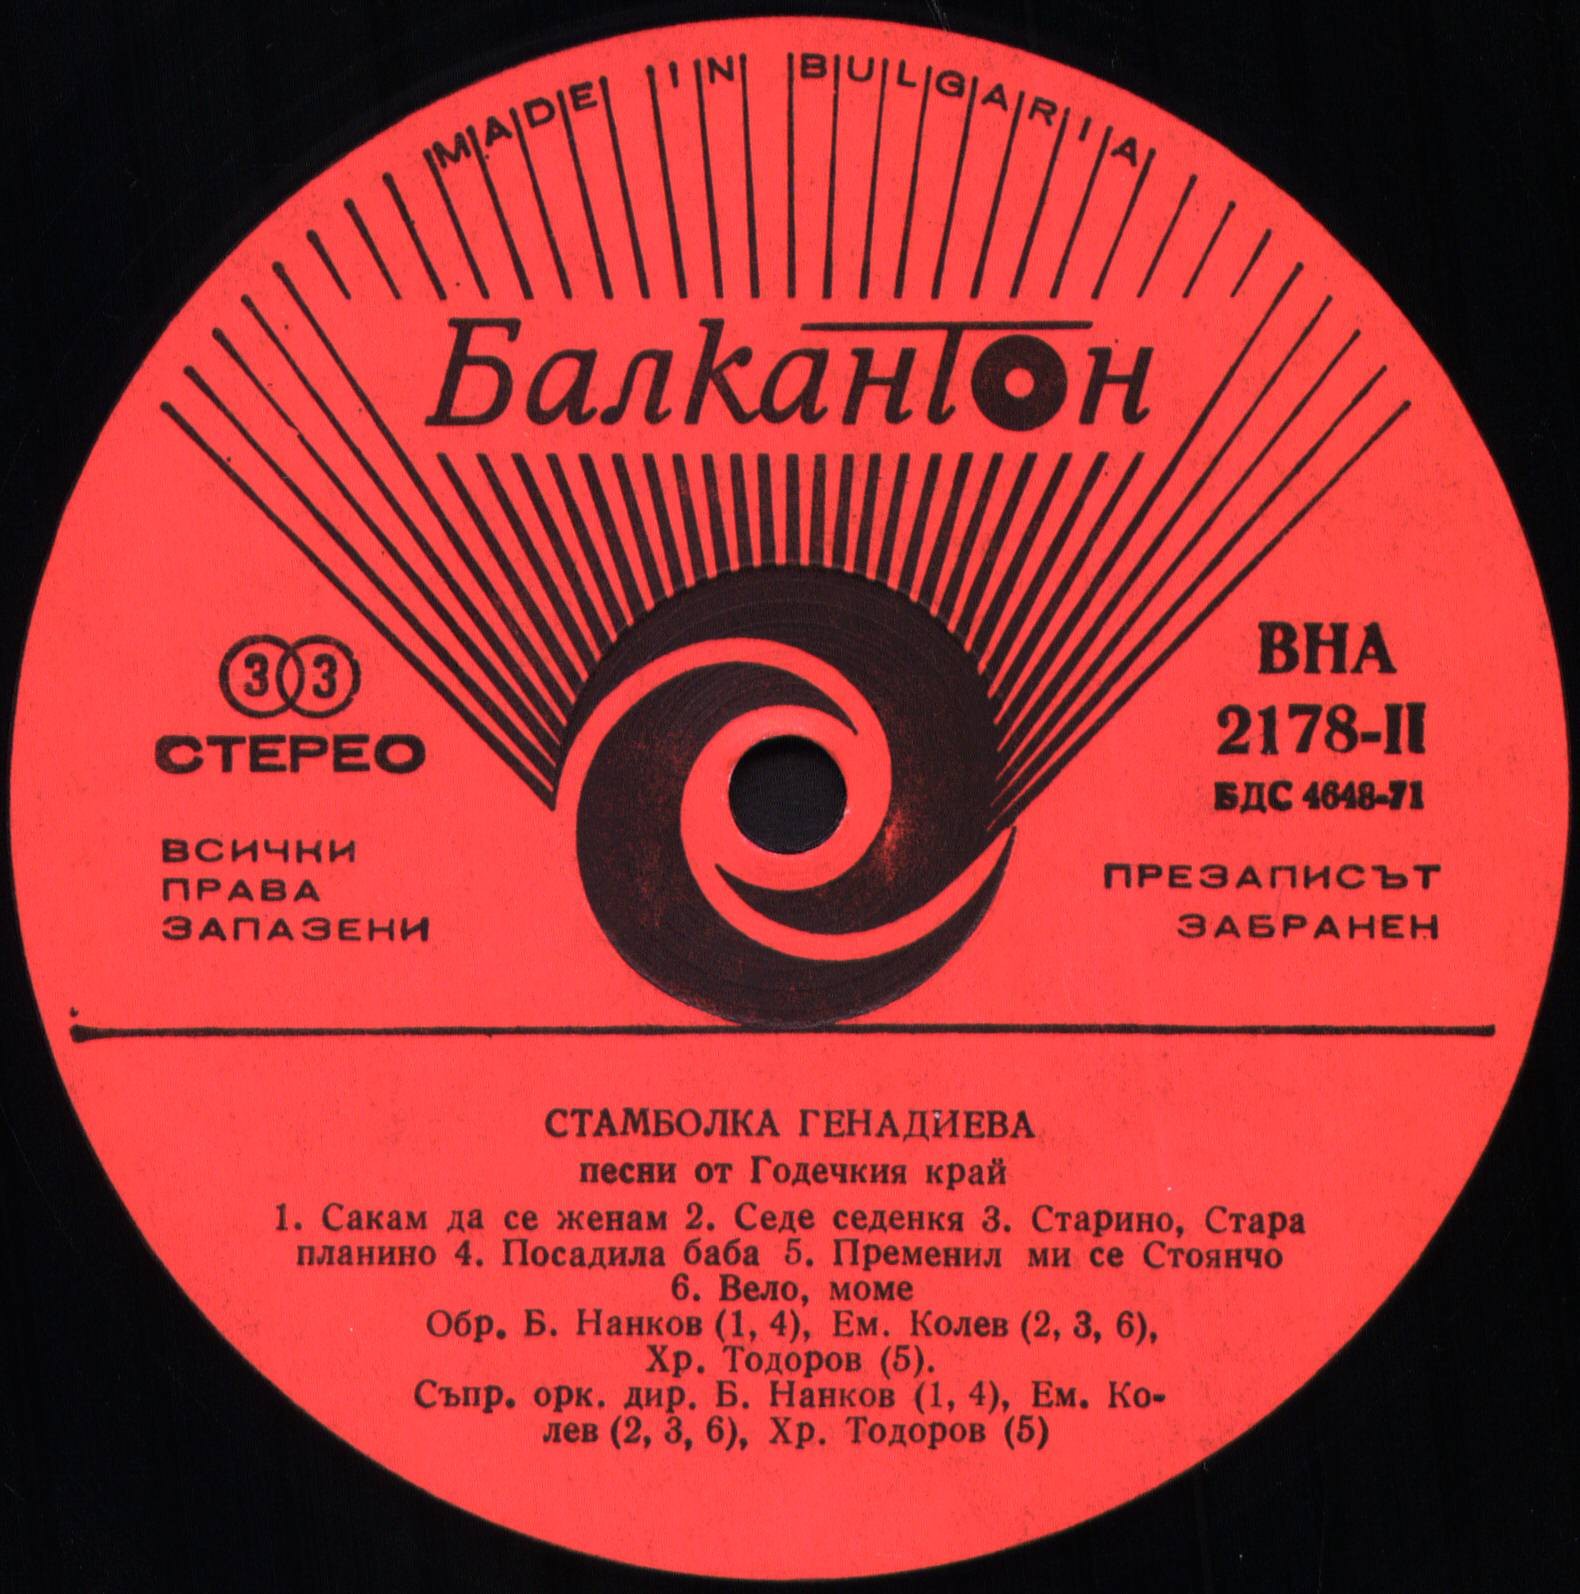 MADE IN BULGARIA
Балкантон
33
СТЕРЕО
ВСИЧКИ
ПРАВА
ЗАПАЗЕНИ
ВНА
2178-II
БДС 4648-71
ПРЕЗАПИСЪТ
ЗАБРАНЕН
СТАМБОЛКА ГЕНАДИЕВА
песни от Годечкия край
1. Сакам да се женам 2. Седе седенкя 3. Старино, Стара
планино 4. Посадила баба 5. Пременил ми се Стоянчо
6. Вело, моме
Обр. Б. Нанков (1, 4), Ем. Колев (2, 3, 6),
Хр. Тодоров (5).
Съпр. орк. дир. Б. Нанков (1, 4), Ем. Ко-
лев (2, 3, 6), Хр. Тодоров (5)